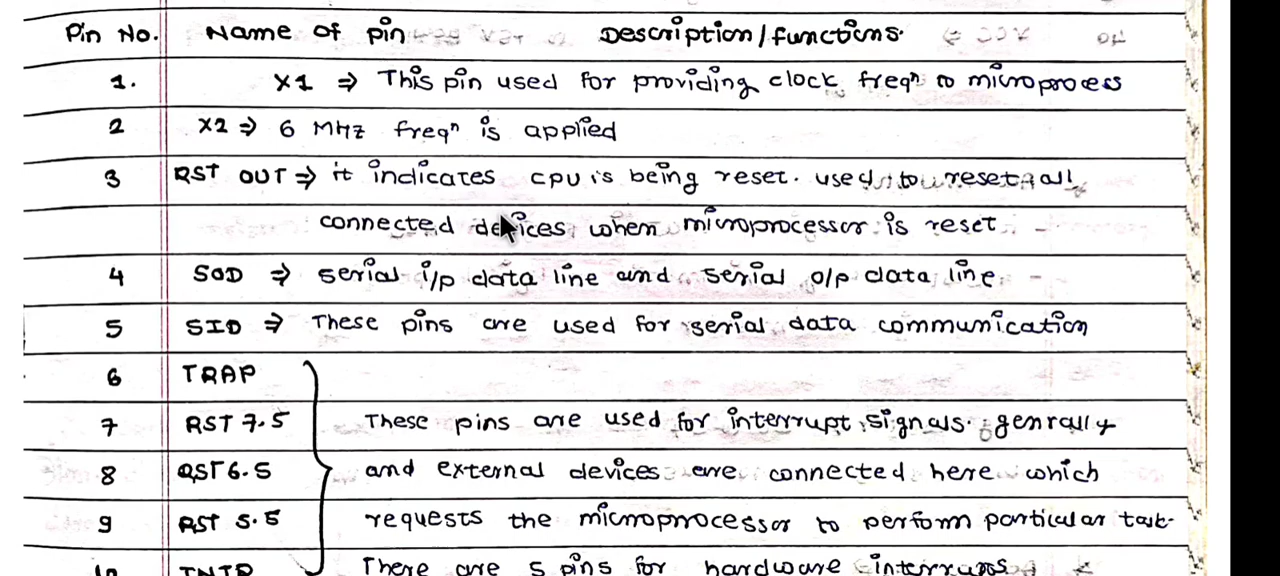 Pin No. Name of pin Description/functions.
1. X1 ⇒ This pin used for providing clock freqⁿ to microprocess
2 X2 ⇒ 6 MHz freqⁿ is applied
3 RST OUT ⇒ it indicates CPU is being reset. used to reset all
connected devices when microprocessor is reset
4 SOD ⇒ serial i/p data line and serial o/p data line
5 SID ⇒ These pins are used for serial data communication
6 TRAP
7 RST 7.5 These pins are used for interrupt signals. genrally
8 RST 6.5 and external devices are connected here which
9 RST 5.5 requests the microprocessor to perform particular task.
10 INTR There are 5 pins for hardware interrupts